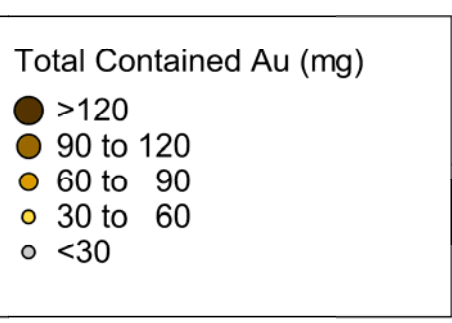 Total Contained Au (mg)
>120
90 to 120
60 to 90
30 to 60
<30